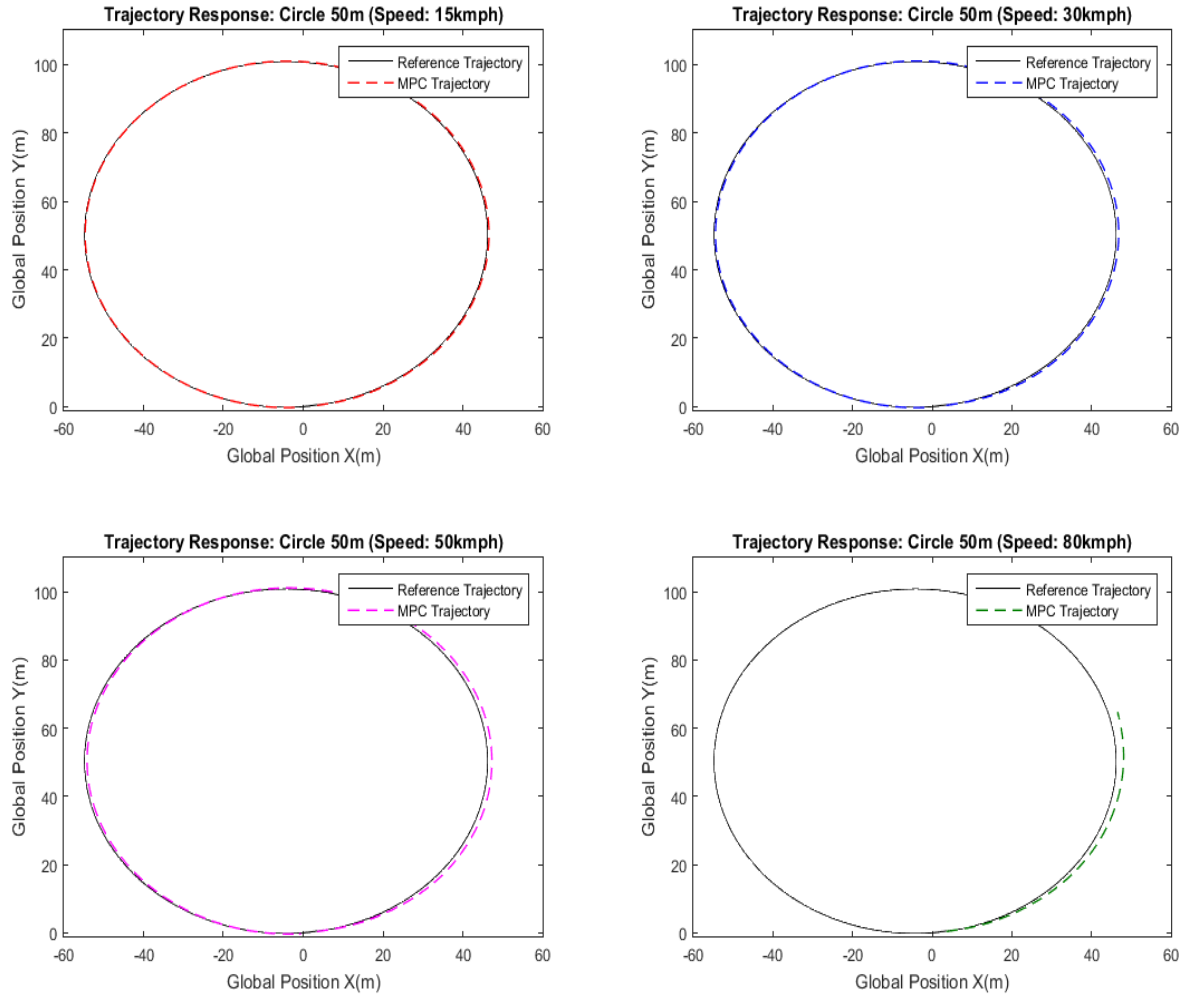 Trajectory Response: Circle 50m (Speed: 15kmph)
Reference Trajectory
MPC Trajectory
100
80
60
40
20
0
-60 -40 -20 0 20 40 60
Global Position Y(m)
Global Position X(m)
Trajectory Response: Circle 50m (Speed: 30kmph)
Reference Trajectory
MPC Trajectory
100
80
60
40
20
0
-60 -40 -20 0 20 40 60
Global Position Y(m)
Global Position X(m)
Trajectory Response: Circle 50m (Speed: 50kmph)
Reference Trajectory
MPC Trajectory
100
80
60
40
20
0
-60 -40 -20 0 20 40 60
Global Position Y(m)
Global Position X(m)
Trajectory Response: Circle 50m (Speed: 80kmph)
Reference Trajectory
MPC Trajectory
100
80
60
40
20
0
-60 -40 -20 0 20 40 60
Global Position Y(m)
Global Position X(m)